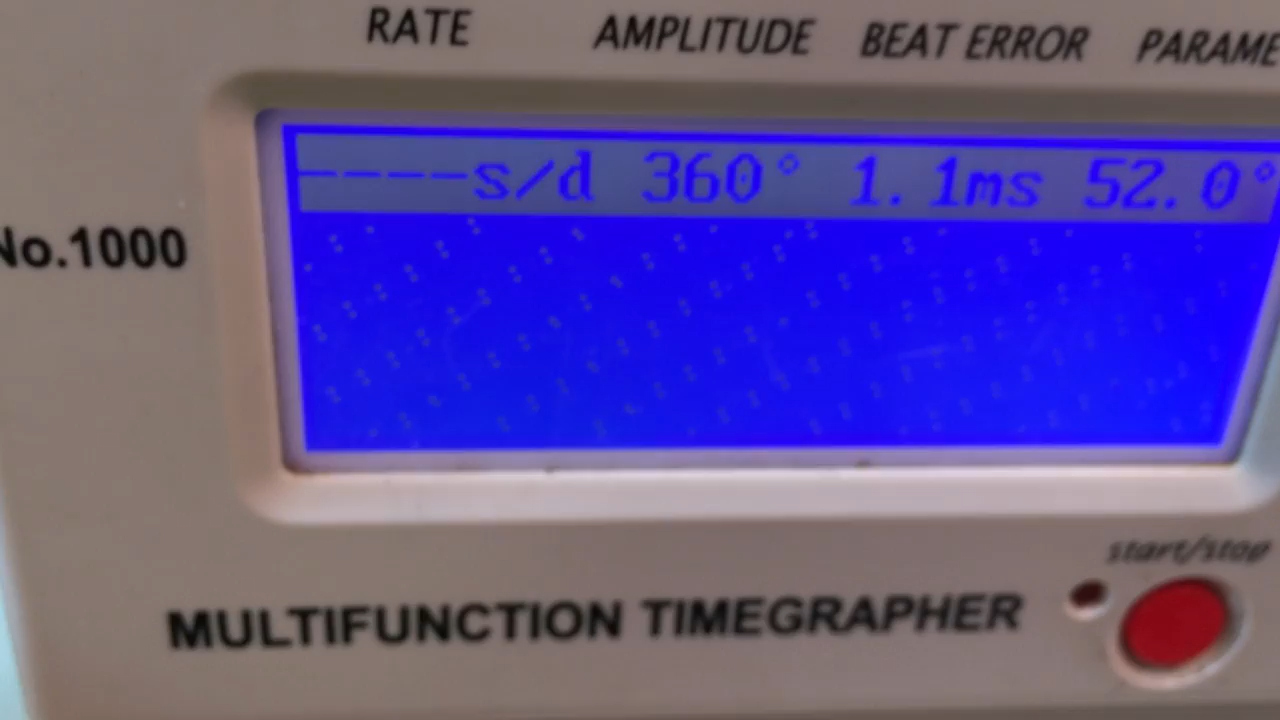 RATE AMPLITUDE BEAT ERROR PARAME
----s/d 360° 1.1ms 52.0°
No.1000
start/stop
MULTIFUNCTION TIMEGRAPHER